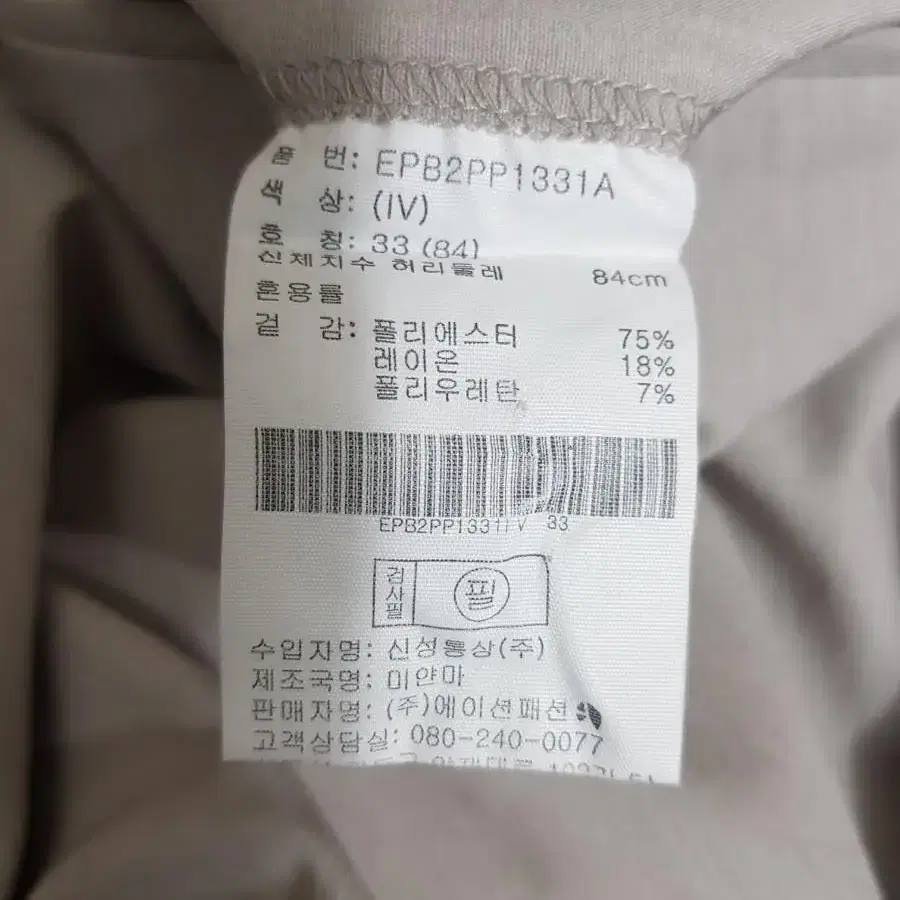 품 번: EPB2PP1331A
색 상: (IV)
호 칭: 33 (84)
신체치수 허리둘레 84cm
혼용률
겉 감: 폴리에스터 75%
레이온 18%
폴리우레탄 7%
EPB2PP1331IV 33
검사필 필
수입자명: 신성통상(주)
제조국명: 미얀마
판매자명: (주)에이션패션
고객상담실: 080-240-0077